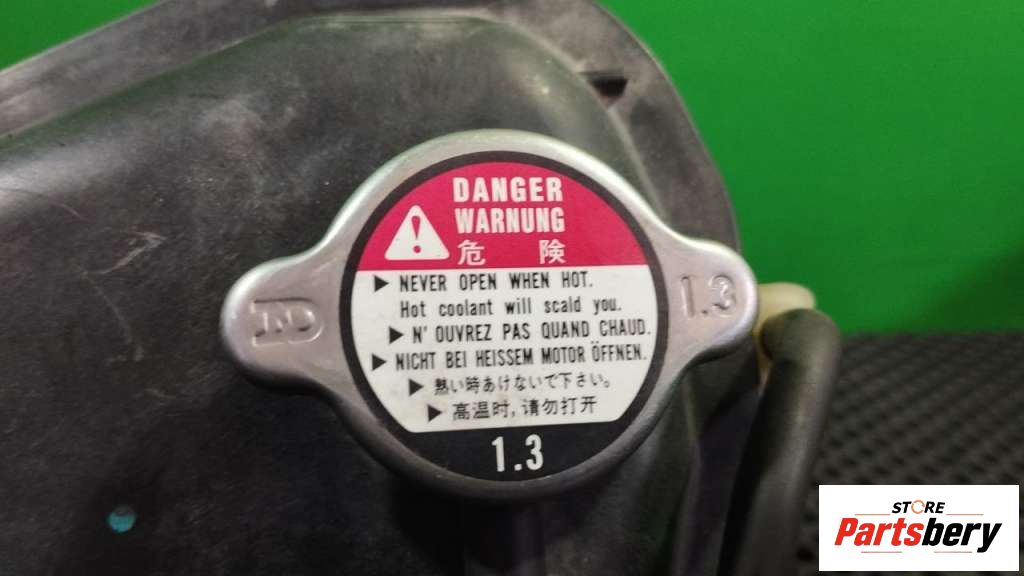 DANGER
WARNUNG
危 険
▶ NEVER OPEN WHEN HOT.
Hot coolant will scald you.
▶ N' OUVREZ PAS QUAND CHAUD.
▶ NICHT BEI HEISSEM MOTOR ÖFFNEN.
▶ 熱い時あけないで下さい。
▶ 高温时,请勿打开
1.3
1.3
STORE
Partsbery